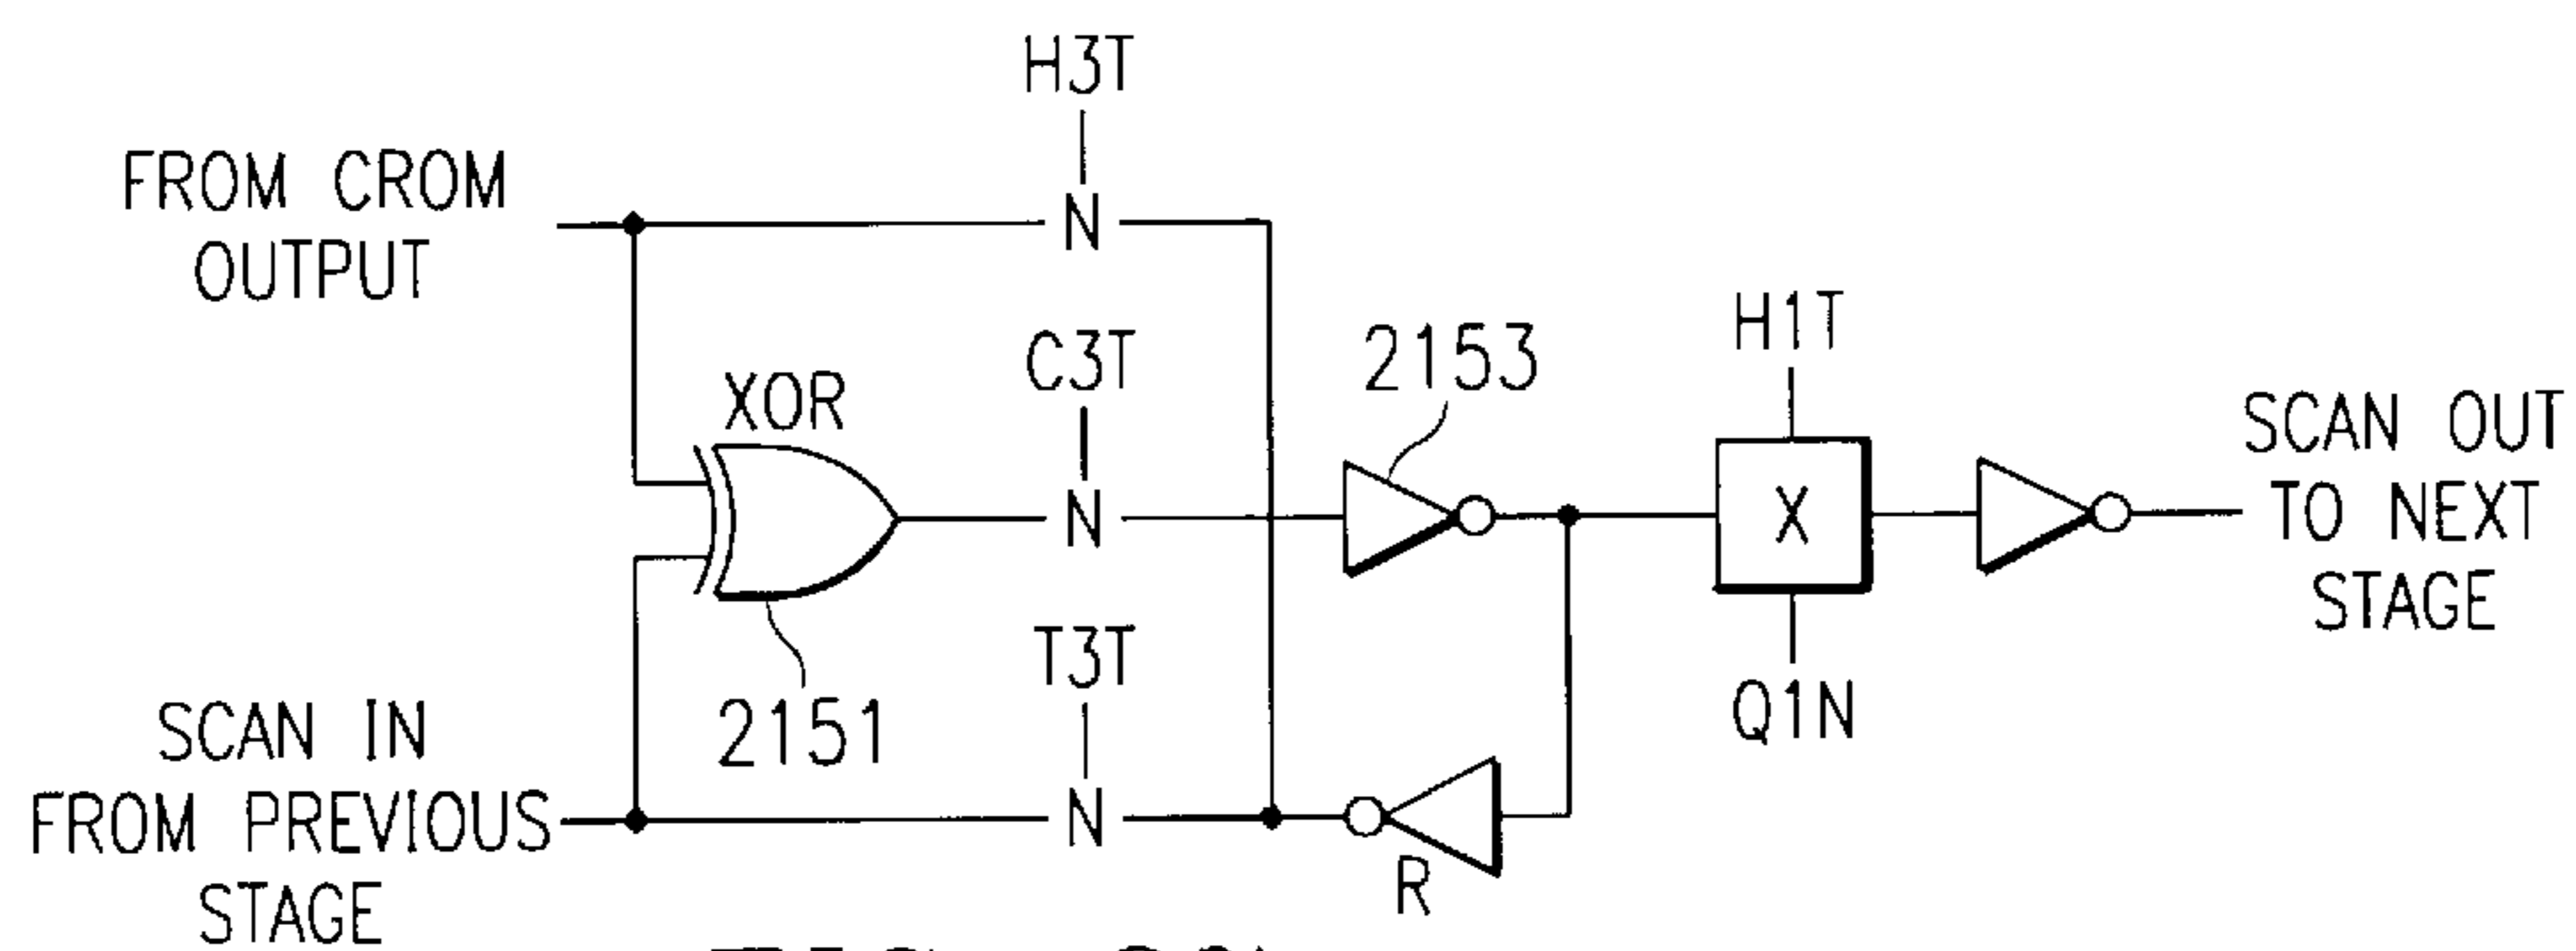 H3T
FROM CROM
OUTPUT
N
C3T
XOR
N
2153
H1T
X
Q1N
SCAN OUT
TO NEXT
STAGE
2151
T3T
SCAN IN
FROM PREVIOUS
STAGE
N
R